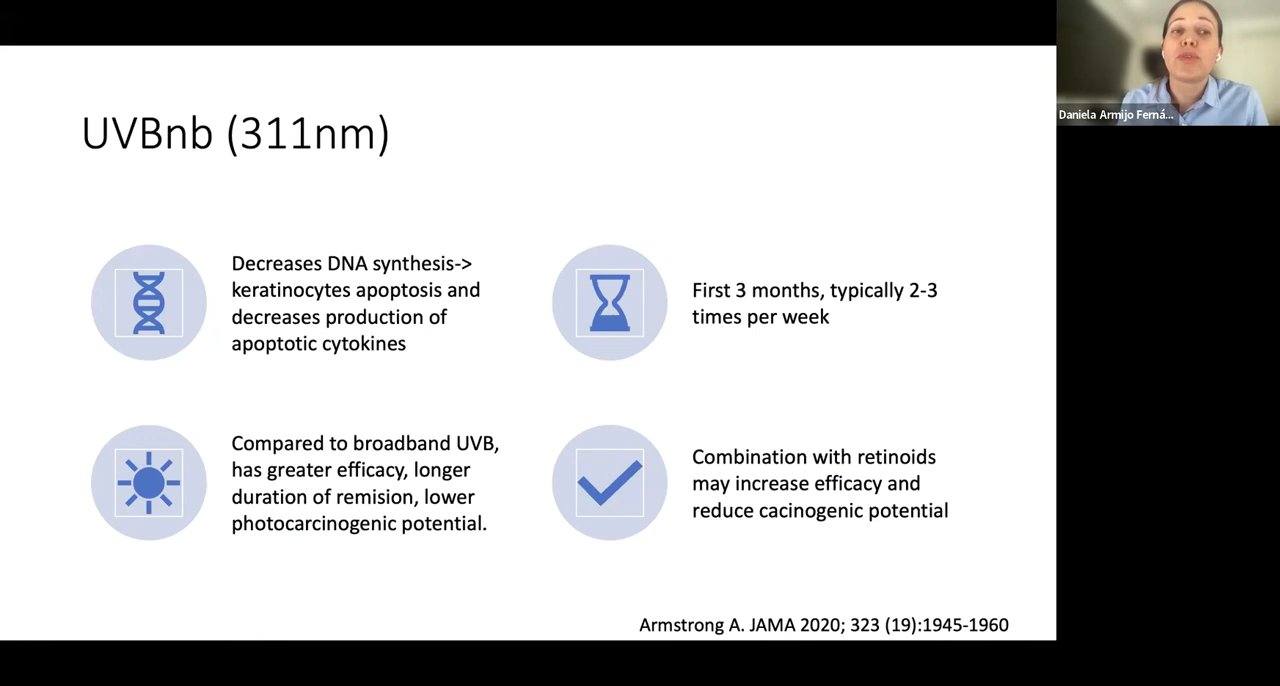 UVBnb (311nm)
Decreases DNA synthesis->
keratinocytes apoptosis and
decreases production of
apoptotic cytokines
First 3 months, typically 2-3
times per week
Compared to broadband UVB,
has greater efficacy, longer
duration of remision, lower
photocarcinogenic potential.
Combination with retinoids
may increase efficacy and
reduce cacinogenic potential
Armstrong A. JAMA 2020; 323 (19):1945-1960
Daniela Armijo Ferná...